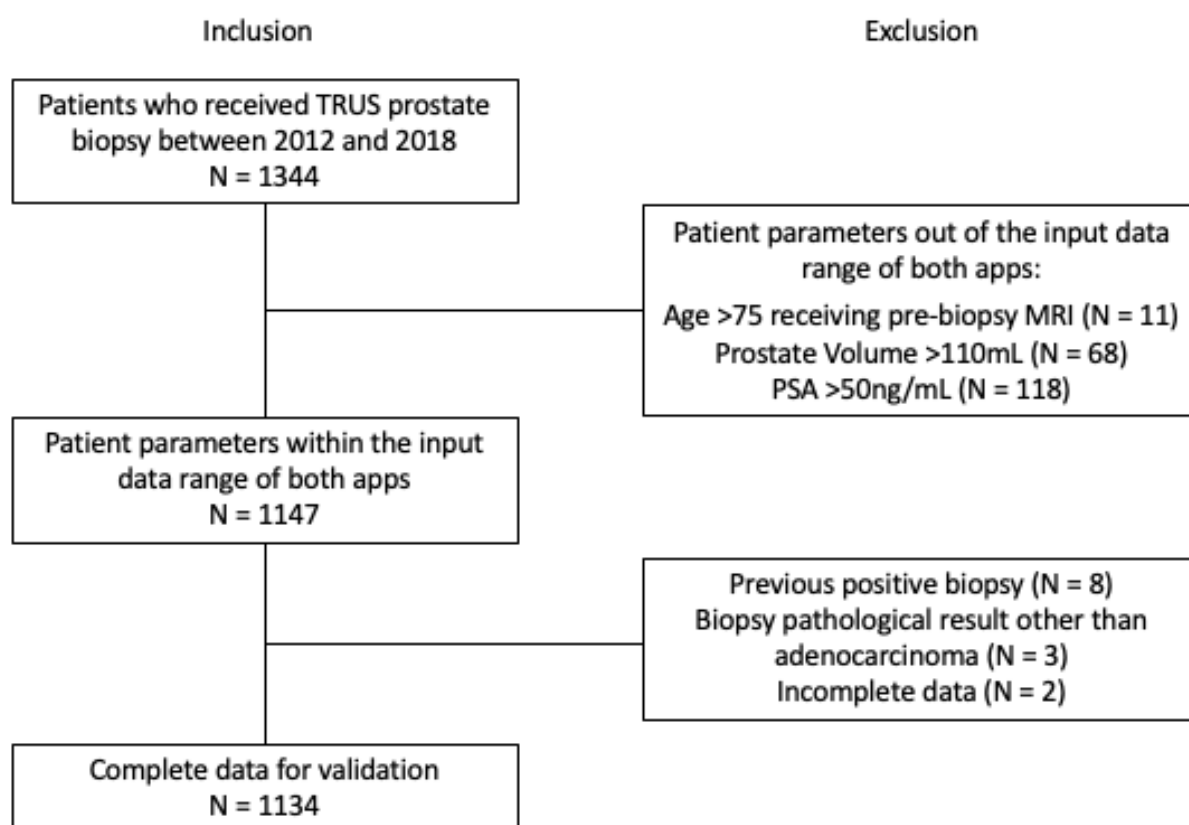 Inclusion
Exclusion
Patients who received TRUS prostate
biopsy between 2012 and 2018
N = 1344
Patient parameters out of the input data
range of both apps:
Age >75 receiving pre-biopsy MRI (N = 11)
Prostate Volume >110mL (N = 68)
PSA >50ng/mL (N = 118)
Patient parameters within the input
data range of both apps
N = 1147
Previous positive biopsy (N = 8)
Biopsy pathological result other than
adenocarcinoma (N = 3)
Incomplete data (N = 2)
Complete data for validation
N = 1134